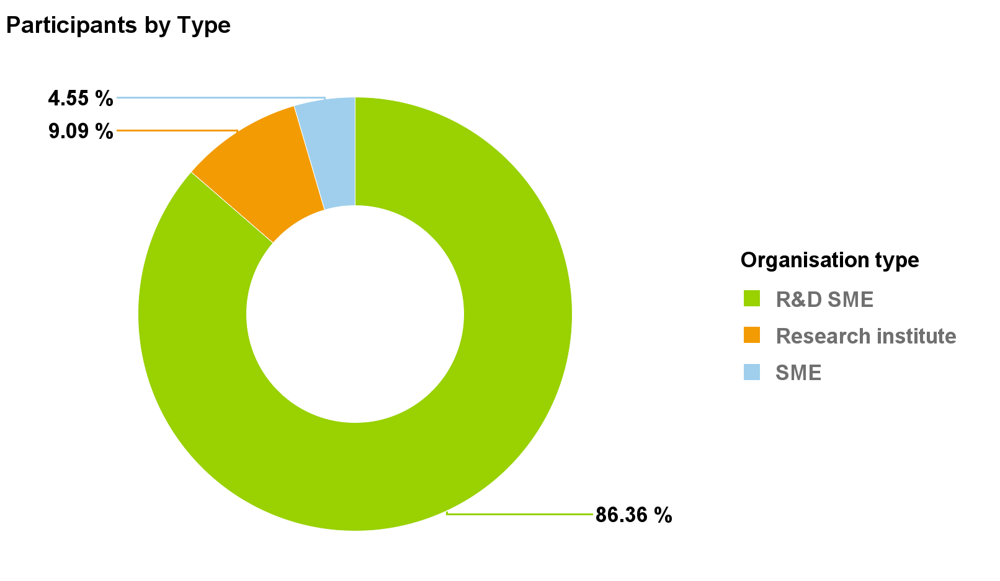 Participants by Type
4.55 %
9.09 %
86.36 %
Organisation type
R&D SME
Research institute
SME